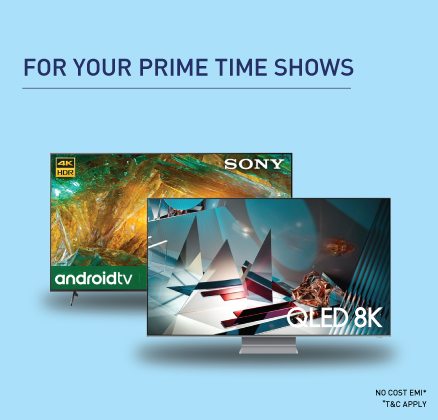 FOR YOUR PRIME TIME SHOWS
4K
HDR
SONY
androidtv
QLED 8K
NO COST EMI*
*T&C APPLY